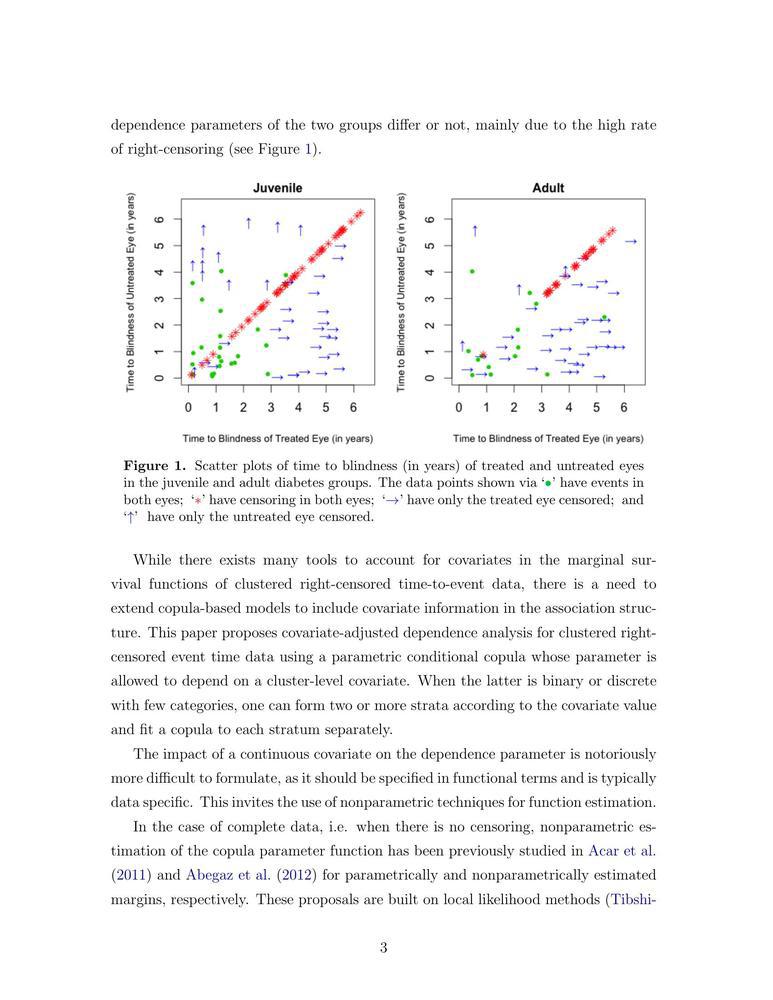 dependence parameters of the two groups differ or not, mainly due to the high rate
of right-censoring (see Figure 1).
Juvenile
Time to Blindness of Untreated Eye (in years)
6
5
4
3
2
1
0
0 1 2 3 4 5 6
Time to Blindness of Treated Eye (in years)
Adult
Time to Blindness of Untreated Eye (in years)
6
5
4
3
2
1
0
0 1 2 3 4 5 6
Time to Blindness of Treated Eye (in years)
Figure 1. Scatter plots of time to blindness (in years) of treated and untreated eyes
in the juvenile and adult diabetes groups. The data points shown via ‘•’ have events in
both eyes; ‘*’ have censoring in both eyes; ‘→’ have only the treated eye censored; and
‘↑’ have only the untreated eye censored.
While there exists many tools to account for covariates in the marginal sur-
vival functions of clustered right-censored time-to-event data, there is a need to
extend copula-based models to include covariate information in the association struc-
ture. This paper proposes covariate-adjusted dependence analysis for clustered right-
censored event time data using a parametric conditional copula whose parameter is
allowed to depend on a cluster-level covariate. When the latter is binary or discrete
with few categories, one can form two or more strata according to the covariate value
and fit a copula to each stratum separately.
The impact of a continuous covariate on the dependence parameter is notoriously
more difficult to formulate, as it should be specified in functional terms and is typically
data specific. This invites the use of nonparametric techniques for function estimation.
In the case of complete data, i.e. when there is no censoring, nonparametric es-
timation of the copula parameter function has been previously studied in Acar et al.
(2011) and Abegaz et al. (2012) for parametrically and nonparametrically estimated
margins, respectively. These proposals are built on local likelihood methods (Tibshi-
3